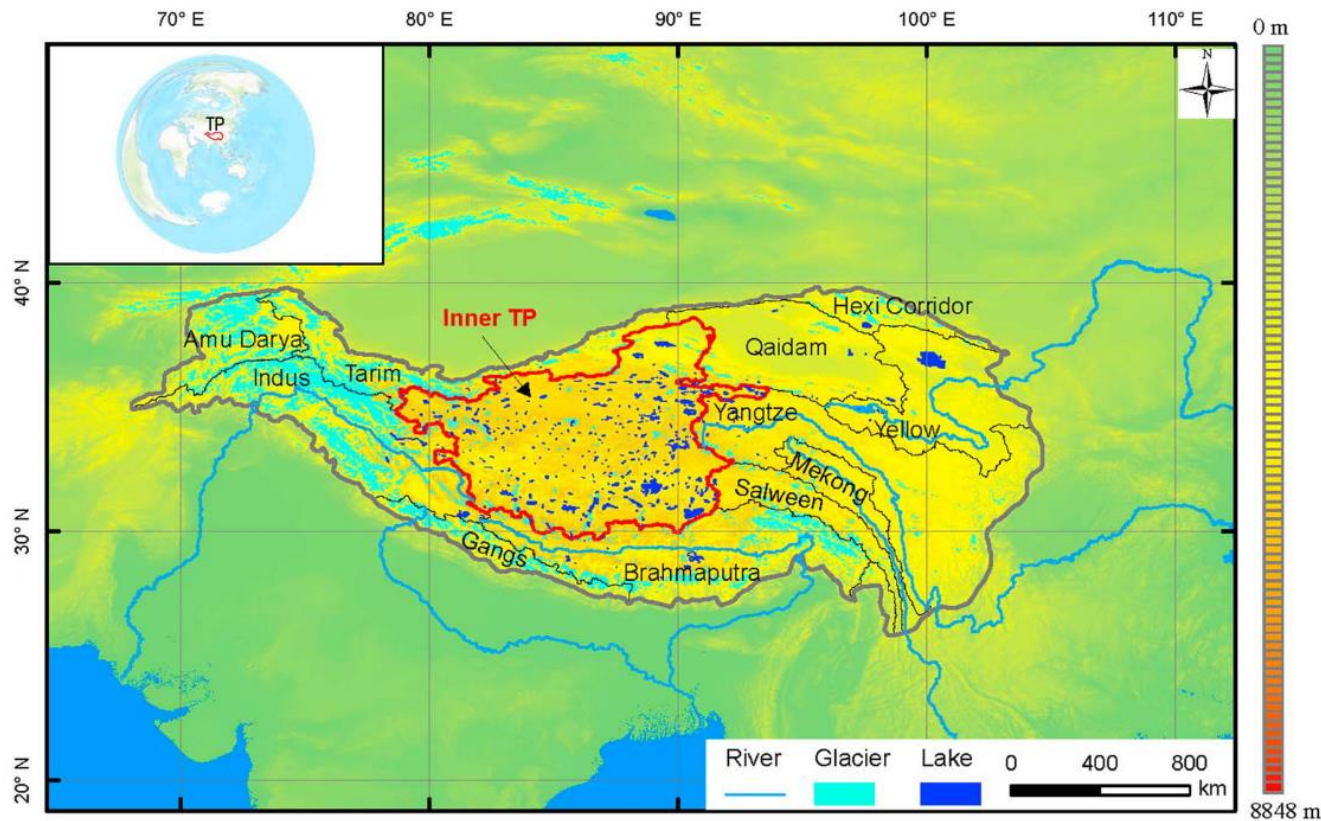 70° E
80° E
90° E
100° E
110° E
0 m
TP
N
40° N
30° N
20° N
Inner TP
Hexi Corridor
Amu Darya
Qaidam
Indus
Tarim
Yangtze
Yellow
Mekong
Salween
Gangs
Brahmaputra
River
Glacier
Lake
0
400
800
km
8848 m